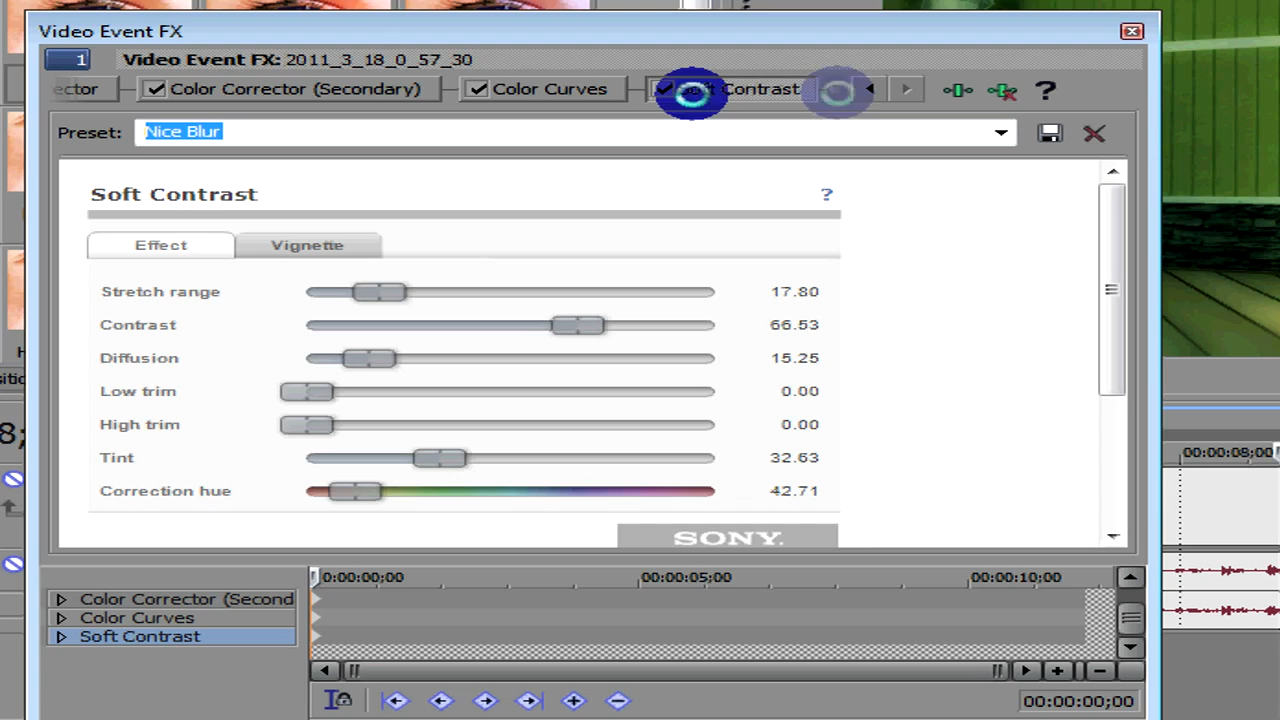 Video Event FX
1 Video Event FX: 2011_3_18_0_57_30
ector Color Corrector (Secondary) Color Curves Soft Contrast ?
Preset: Nice Blur
Soft Contrast ?
Effect Vignette
Stretch range 17.80
Contrast 66.53
Diffusion 15.25
Low trim 0.00
High trim 0.00
Tint 32.63
Correction hue 42.71
SONY.
0:00:00;00 00:00:05;00 00:00:10;00
Color Corrector (Second
Color Curves
Soft Contrast
00:00:00;00
00:00:08;00